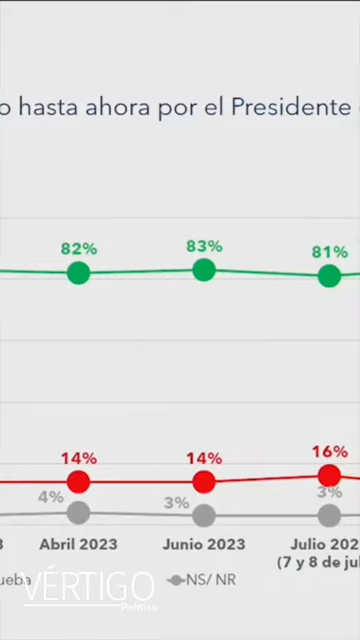 o hasta ahora por el Presidente
82%
83%
81%
14%
14%
16%
4%
3%
3%
3
Abril 2023
Junio 2023
Julio 202
(7 y 8 de jul
ueba
NS/ NR
VÉRTIGO
Político